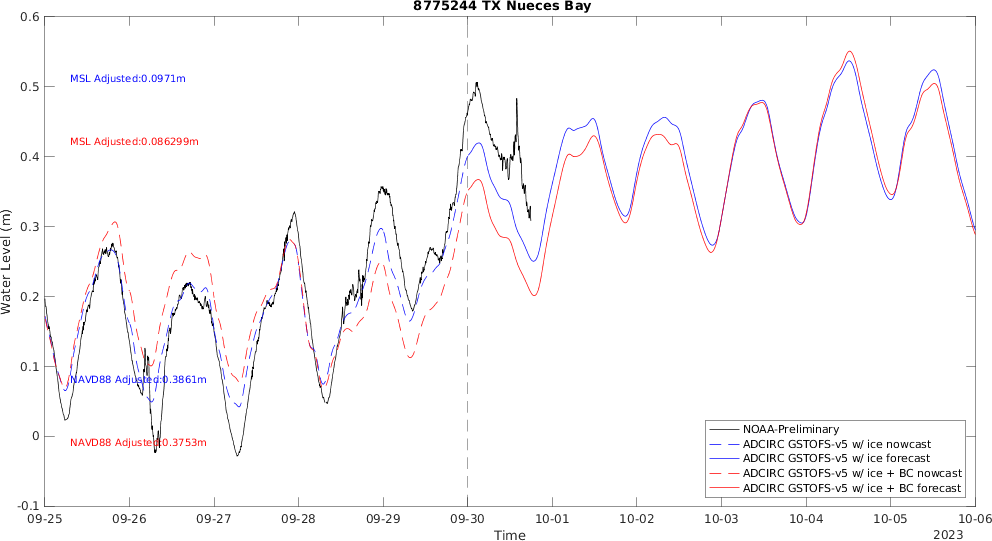 8775244 TX Nueces Bay
Water Level (m)
0.6
0.5
0.4
0.3
0.2
0.1
0
-0.1
MSL Adjusted:0.0971m
MSL Adjusted:0.086299m
NAVD88 Adjusted:0.3861m
NAVD88 Adjusted:0.3753m
NOAA-Preliminary
ADCIRC GSTOFS-v5 w/ ice nowcast
ADCIRC GSTOFS-v5 w/ ice forecast
ADCIRC GSTOFS-v5 w/ ice + BC nowcast
ADCIRC GSTOFS-v5 w/ ice + BC forecast
09-25 09-26 09-27 09-28 09-29 09-30 10-01 10-02 10-03 10-04 10-05 10-06
Time
2023